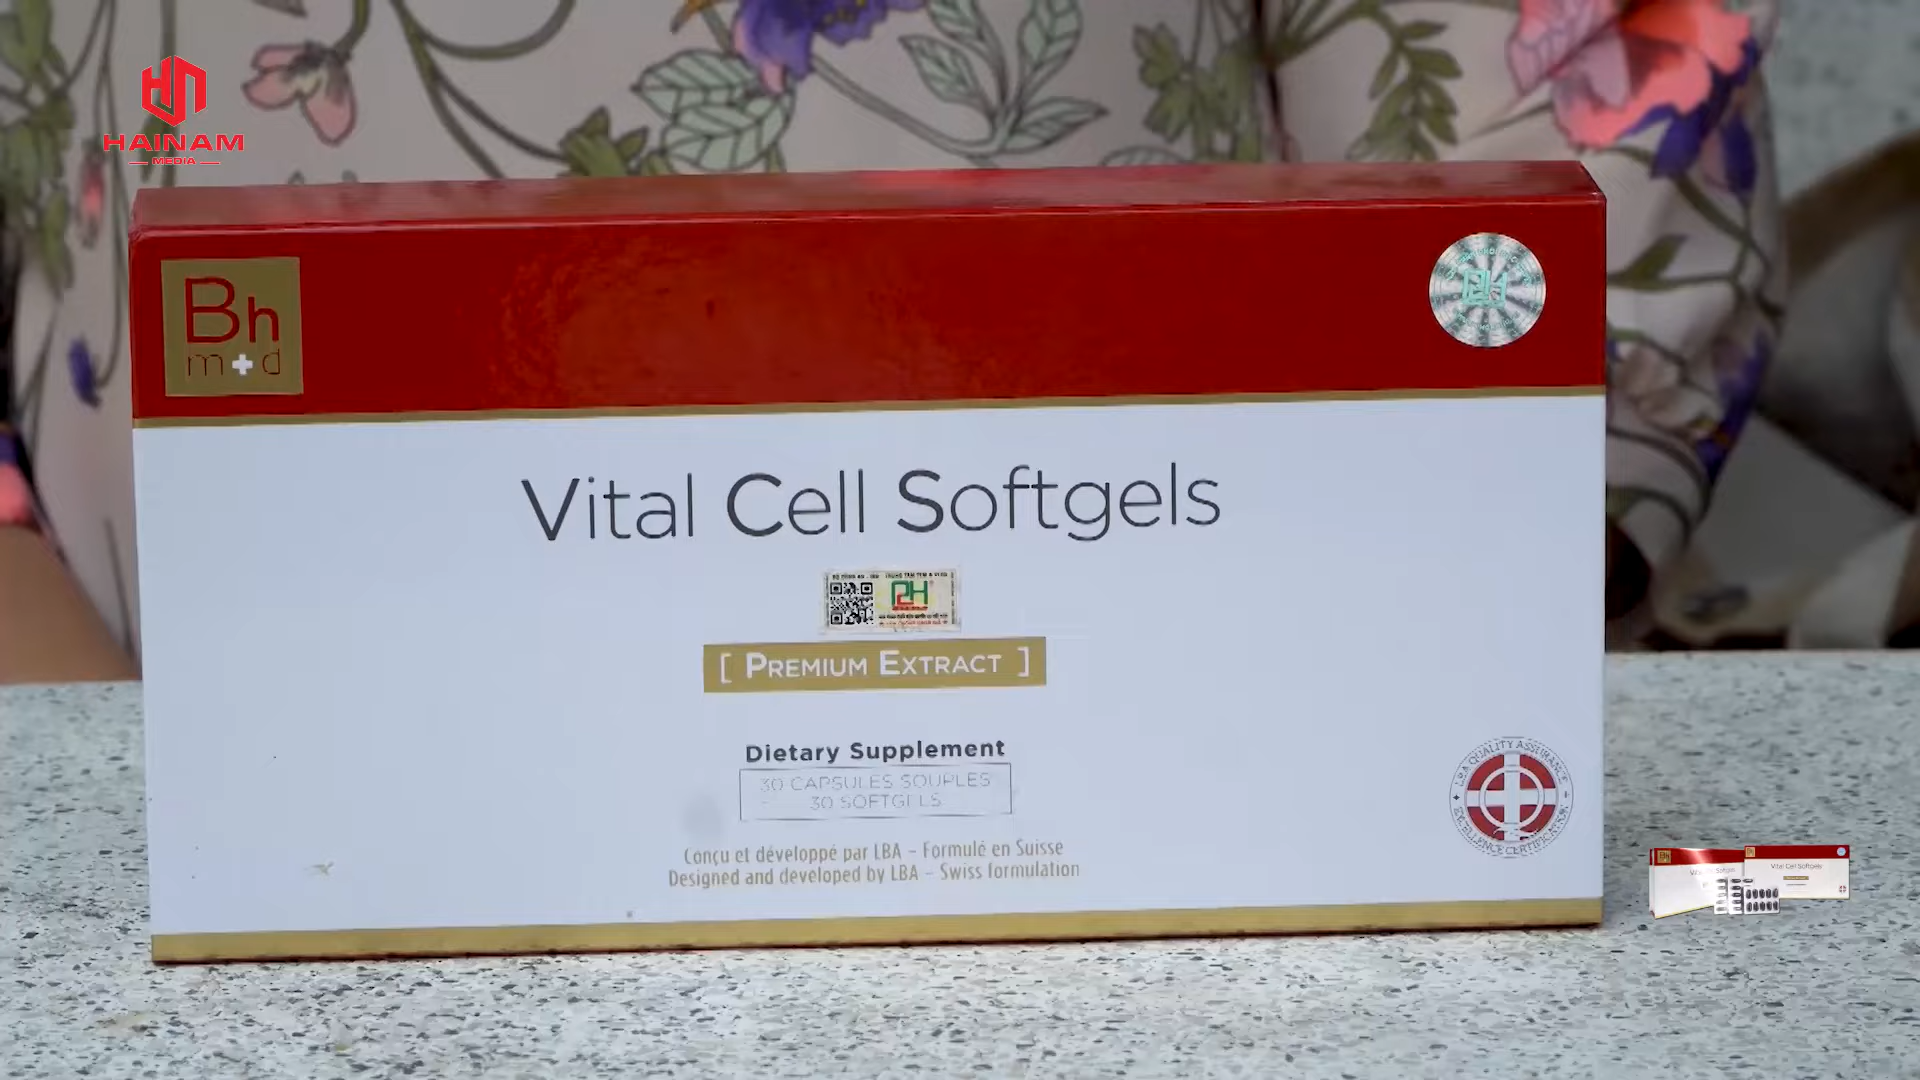 HAINAM
MEDIA
Bh
m+d
Vital Cell Softgels
[ PREMIUM EXTRACT ]
Dietary Supplement
30 CAPSULES SOUPLES
30 SOFTGELS
Conçu et développé par LBA – Formulé en Suisse
Designed and developed by LBA – Swiss formulation
LBA QUALITY ASSURANCE
EXCELLENCE CERTIFICATION
Vital Cell Softgels